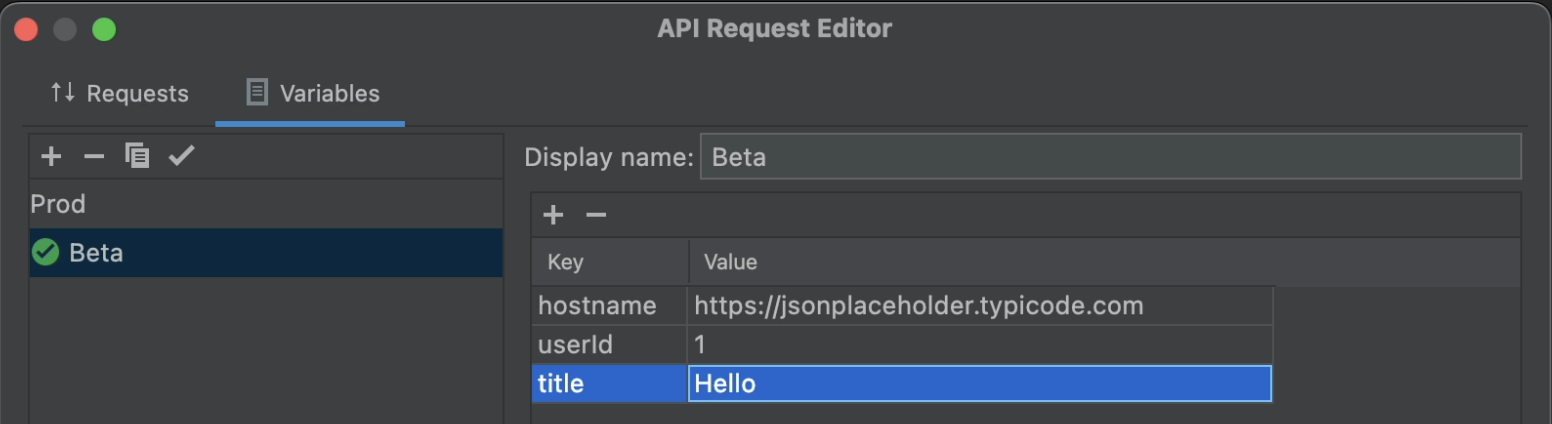 API Request Editor
Requests Variables
Display name: Beta
Prod
Beta
Key Value
hostname https://jsonplaceholder.typicode.com
userId 1
title Hello